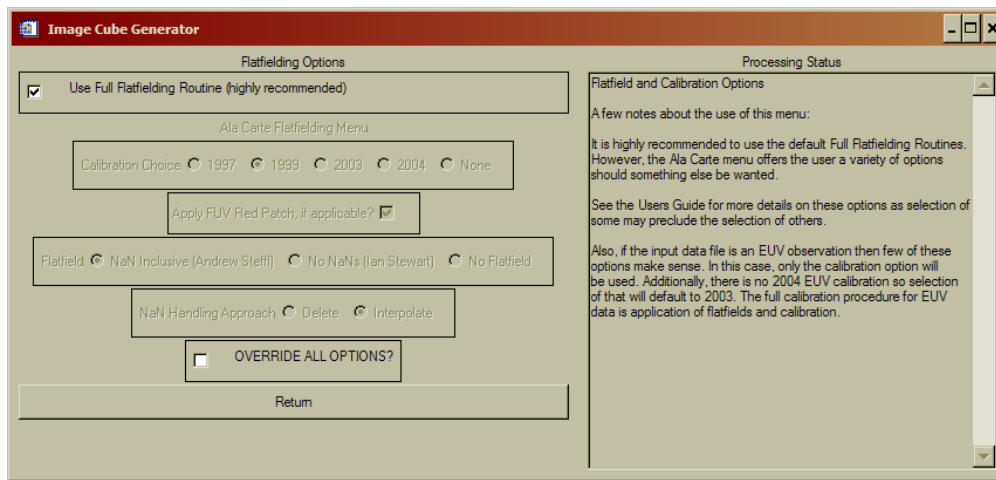 Image Cube Generator
Flatfielding Options
Use Full Flatfielding Routine (highly recommended)
Ala Carte Flatfielding Menu
Calibration Choice 1997 1999 2003 2004 None
Apply FUV Red Patch, if applicable?
Flatfield NaN Inclusive (Andrew Steffl) No NaNs (Ian Stewart) No Flatfield
NaN Handling Approach Delete Interpolate
OVERRIDE ALL OPTIONS?
Return
Processing Status
Flatfield and Calibration Options
A few notes about the use of this menu:
It is highly recommended to use the default Full Flatfielding Routines.
However, the Ala Carte menu offers the user a variety of options
should something else be wanted.
See the Users Guide for more details on these options as selection of
some may preclude the selection of others.
Also, if the input data file is an EUV observation then few of these
options make sense. In this case, only the calibration option will
be used. Additionally, there is no 2004 EUV calibration so selection
of that will default to 2003. The full calibration procedure for EUV
data is application of flatfields and calibration.